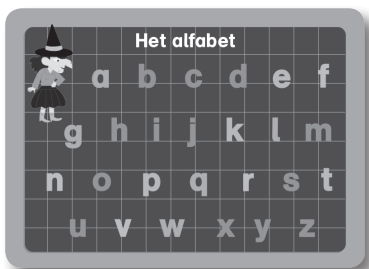 Het alfabet
a b c d e f
g h i j k l m
n o p q r s t
u v w x y z